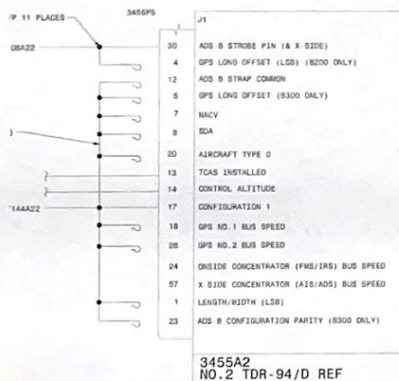 /P 11 PLACES
3455P5
J1
08A22
30 ADS B STROBE PIN (& X-SIDE)
4 GPS LONG OFFSET (LSB) (B200 ONLY)
12 ADS B STRAP COMMON
6 GPS LONG OFFSET (B300 ONLY)
7 NACV
8 SDA
)
20 AIRCRAFT TYPE 0
13 TCAS INSTALLED
14 CONTROL ALTITUDE
144A22
17 CONFIGURATION 1
18 GPS NO.1 BUS SPEED
26 GPS NO.2 BUS SPEED
24 ONSIDE CONCENTRATOR (FMS/IRS) BUS SPEED
57 X SIDE CONCENTRATOR (AIS/ADS) BUS SPEED
1 LENGTH/WIDTH (LSB)
23 ADS B CONFIGURATION PARITY (B300 ONLY)
3455A2
NO.2 TDR-94/D REF